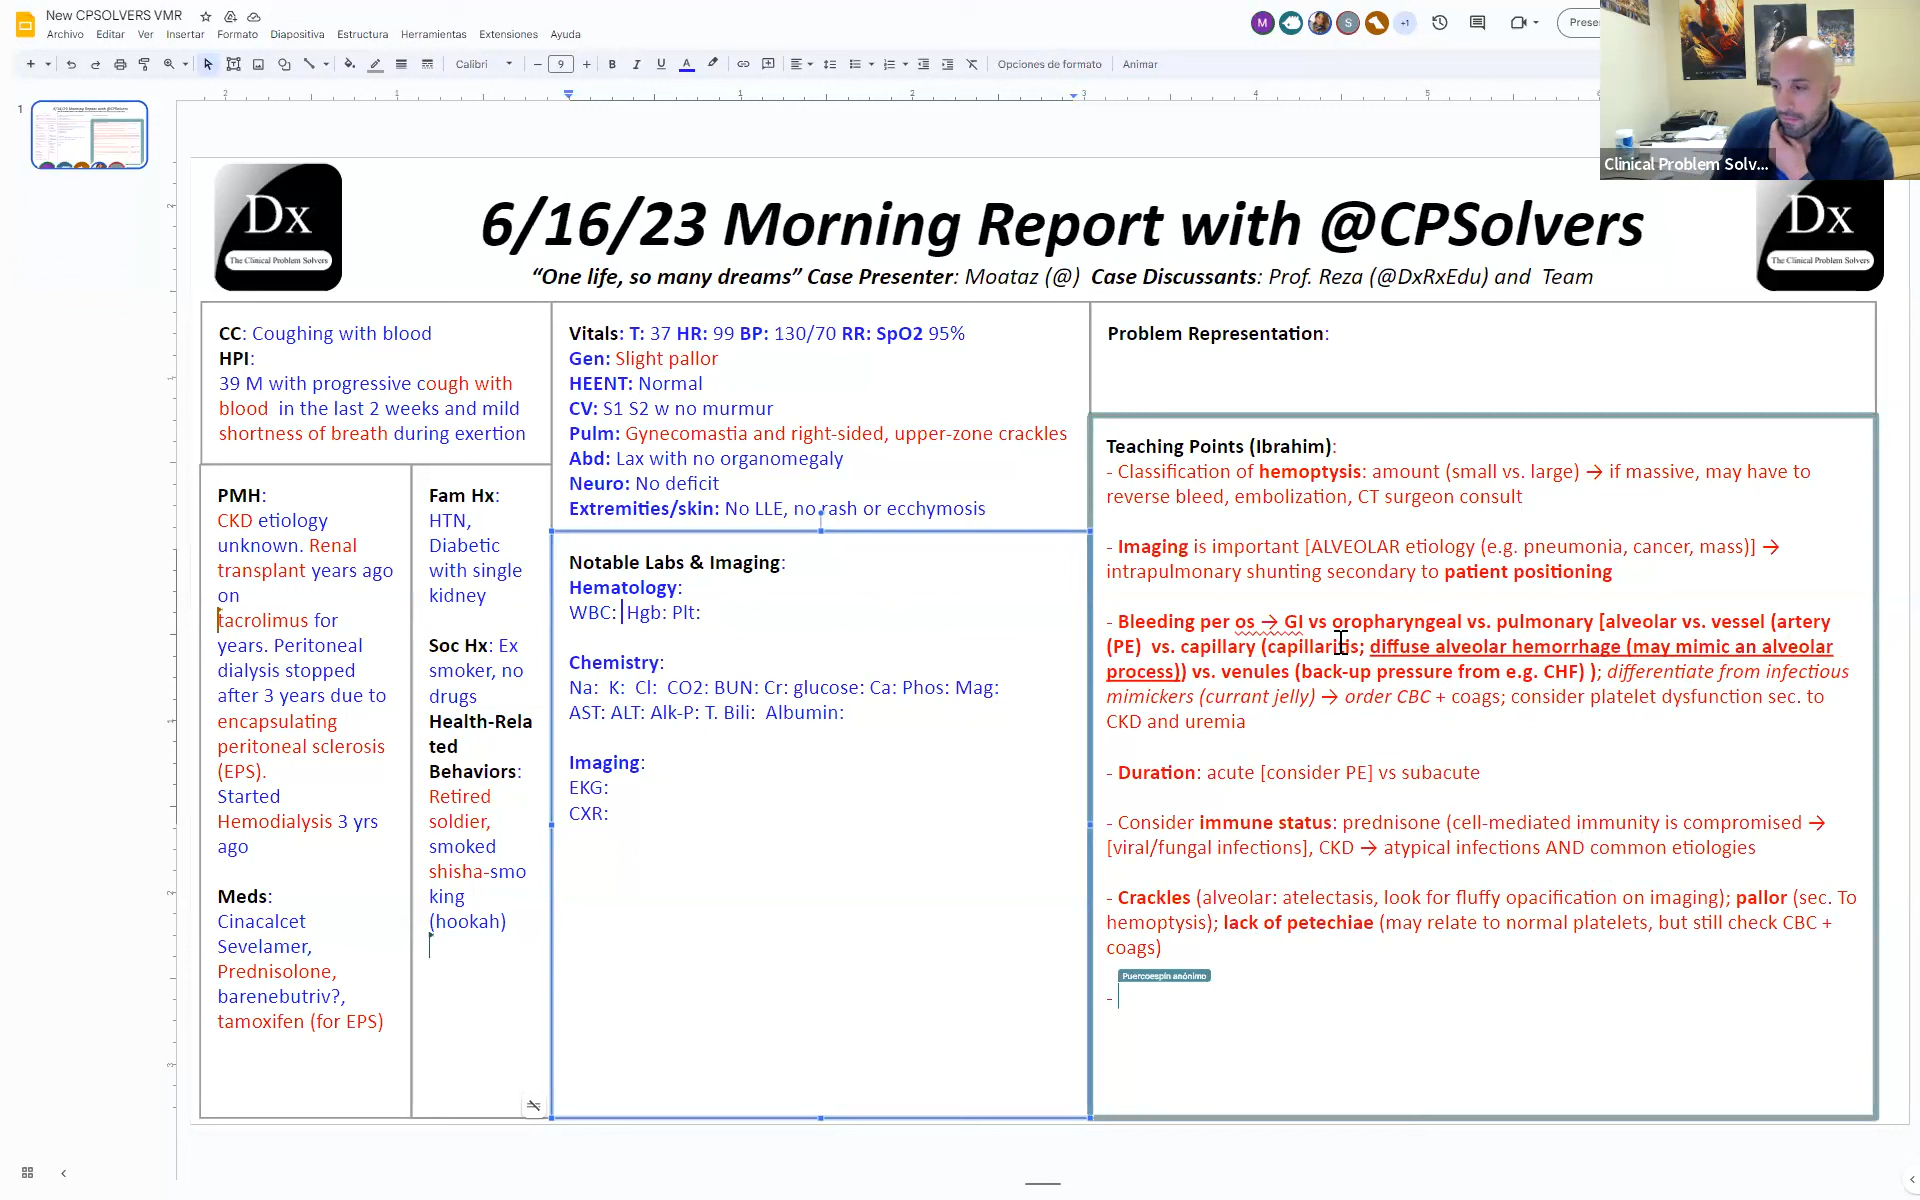 New CPSOLVERS VMR
Archivo Editar Ver Insertar Formato Diapositiva Estructura Herramientas Extensiones Ayuda
M S +1 Prese
Calibri 9 B I U A Opciones de formato Animar
2 1 1 2 3 4 5 6
1
Clinical Problem Solv...
Dx
The Clinical Problem Solvers
6/16/23 Morning Report with @CPSolvers
“One life, so many dreams” Case Presenter: Moataz (@) Case Discussants: Prof. Reza (@DxRxEdu) and Team
Dx
The Clinical Problem Solvers
CC: Coughing with blood
HPI:
39 M with progressive cough with
blood in the last 2 weeks and mild
shortness of breath during exertion
PMH:
CKD etiology
unknown. Renal
transplant years ago
on
tacrolimus for
years. Peritoneal
dialysis stopped
after 3 years due to
encapsulating
peritoneal sclerosis
(EPS).
Started
Hemodialysis 3 yrs
ago
Meds:
Cinacalcet
Sevelamer,
Prednisolone,
barenebutriv?,
tamoxifen (for EPS)
Fam Hx:
HTN,
Diabetic
with single
kidney
Soc Hx: Ex
smoker, no
drugs
Health-Rela
ted
Behaviors:
Retired
soldier,
smoked
shisha-smo
king
(hookah)
Vitals: T: 37 HR: 99 BP: 130/70 RR: SpO2 95%
Gen: Slight pallor
HEENT: Normal
CV: S1 S2 w no murmur
Pulm: Gynecomastia and right-sided, upper-zone crackles
Abd: Lax with no organomegaly
Neuro: No deficit
Extremities/skin: No LLE, no rash or ecchymosis
Notable Labs & Imaging:
Hematology:
WBC: Hgb: Plt:
Chemistry:
Na: K: Cl: CO2: BUN: Cr: glucose: Ca: Phos: Mag:
AST: ALT: Alk-P: T. Bili: Albumin:
Imaging:
EKG:
CXR:
Problem Representation:
Teaching Points (Ibrahim):
- Classification of hemoptysis: amount (small vs. large) → if massive, may have to
reverse bleed, embolization, CT surgeon consult
- Imaging is important [ALVEOLAR etiology (e.g. pneumonia, cancer, mass)] →
intrapulmonary shunting secondary to patient positioning
- Bleeding per os → GI vs oropharyngeal vs. pulmonary [alveolar vs. vessel (artery
(PE) vs. capillary (capillaritis; diffuse alveolar hemorrhage (may mimic an alveolar
process)) vs. venules (back-up pressure from e.g. CHF) ); differentiate from infectious
mimickers (currant jelly) → order CBC + coags; consider platelet dysfunction sec. to
CKD and uremia
- Duration: acute [consider PE] vs subacute
- Consider immune status: prednisone (cell-mediated immunity is compromised →
[viral/fungal infections], CKD → atypical infections AND common etiologies
- Crackles (alveolar: atelectasis, look for fluffy opacification on imaging); pallor (sec. To
hemoptysis); lack of petechiae (may relate to normal platelets, but still check CBC +
coags)
Puercoespín anónimo
-